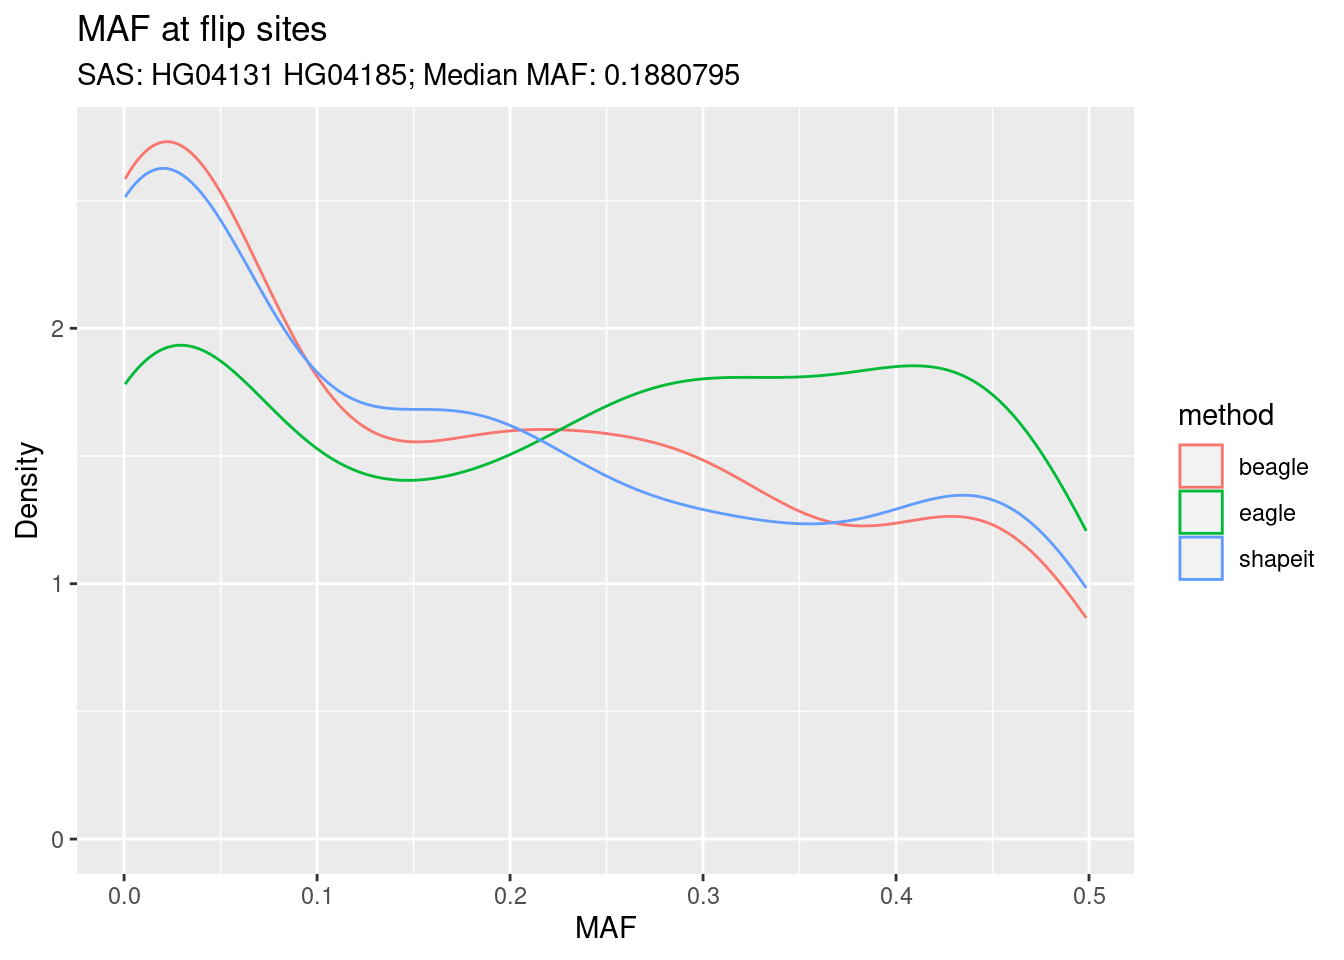 MAF at flip sites
SAS: HG04131 HG04185; Median MAF: 0.1880795
Density
2
1
0
0.0 0.1 0.2 0.3 0.4 0.5
MAF
method
beagle
eagle
shapeit